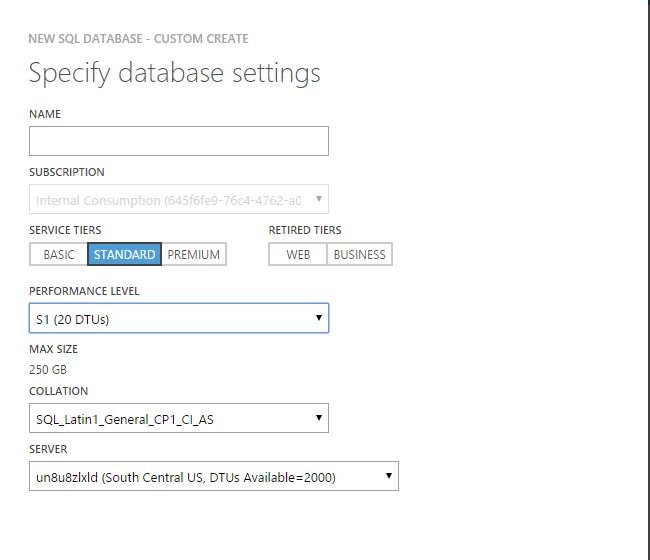 NEW SQL DATABASE - CUSTOM CREATE
Specify database settings
NAME
SUBSCRIPTION
Internal Consumption (645f6fe9-76c4-4762-a0
SERVICE TIERS RETIRED TIERS
BASIC STANDARD PREMIUM WEB BUSINESS
PERFORMANCE LEVEL
S1 (20 DTUs)
MAX SIZE
250 GB
COLLATION
SQL_Latin1_General_CP1_CI_AS
SERVER
un8u8zlxld (South Central US, DTUs Available=2000)